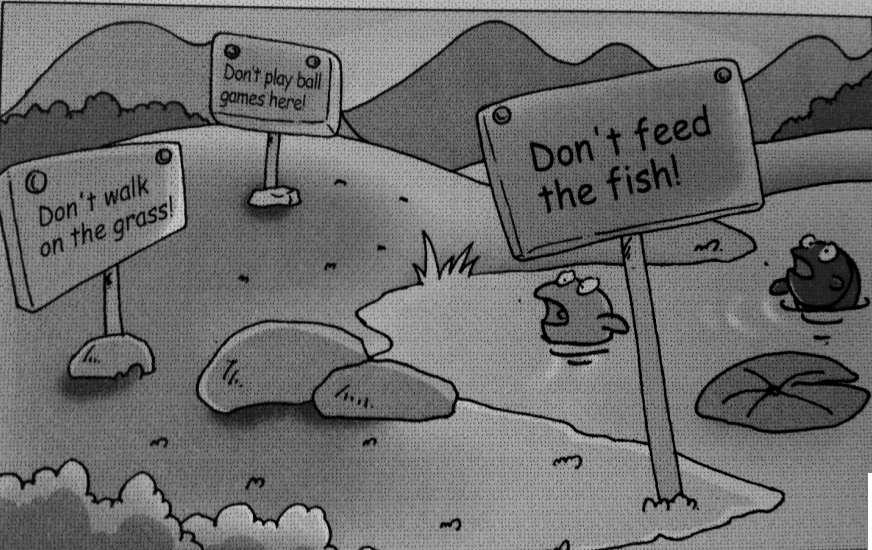 Don't play ball
games here!
Don't walk
on the grass!
Don't feed
the fish!